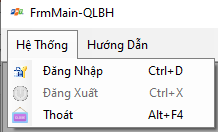 FrmMain-QLBH
Hệ Thống Hướng Dẫn
Đăng Nhập Ctrl+D
Đăng Xuất Ctrl+X
Thoát Alt+F4